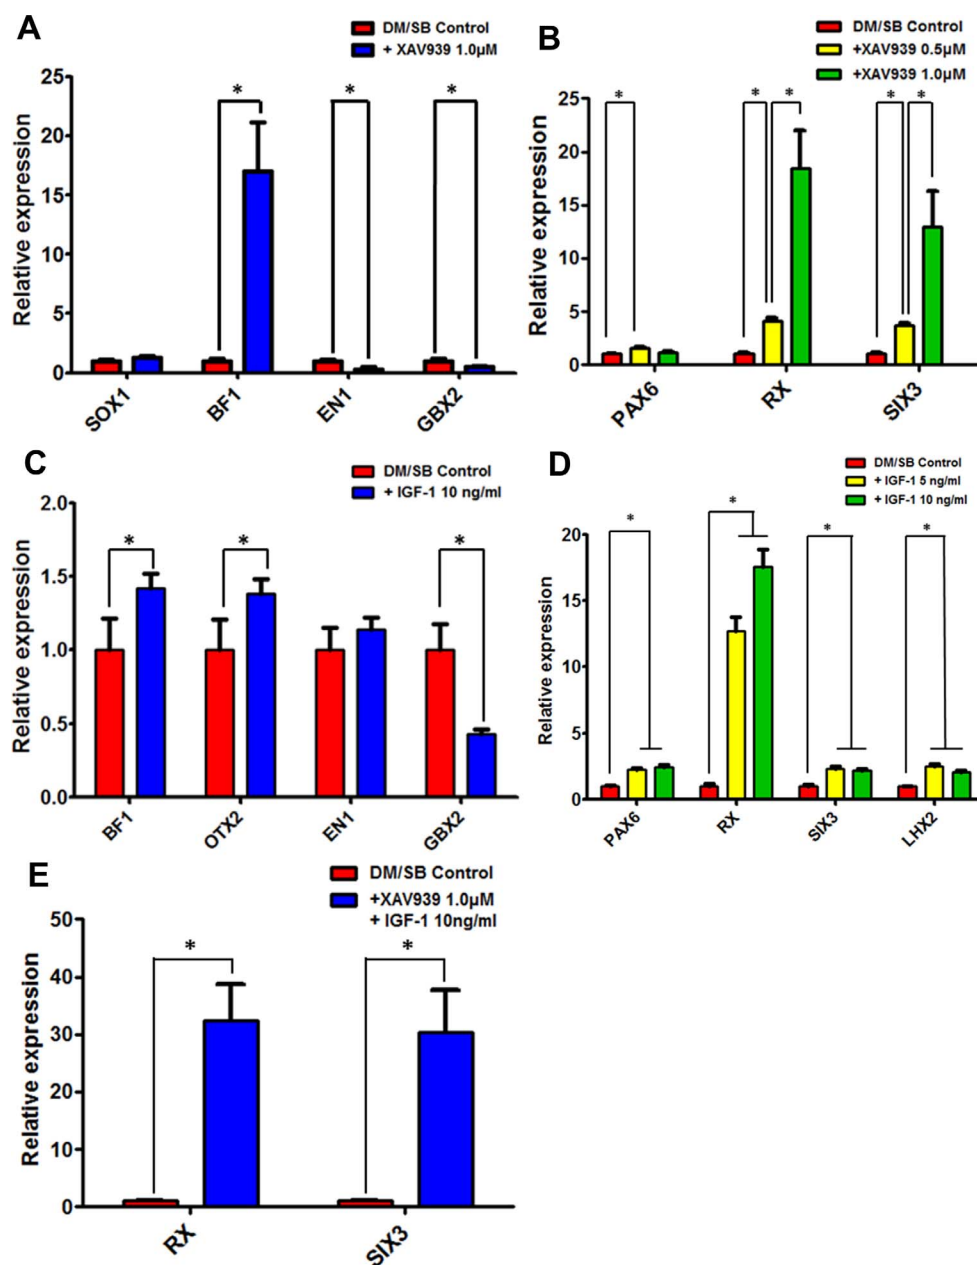 A
DM/SB Control
+ XAV939 1.0µM
Relative expression
25
20
15
10
5
0
*
*
*
SOX1
BF1
EN1
GBX2
B
DM/SB Control
+XAV939 0.5µM
+XAV939 1.0µM
Relative expression
25
20
15
10
5
0
*
*
*
*
*
PAX6
RX
SIX3
C
DM/SB Control
+ IGF-1 10 ng/ml
Relative expression
2.0
1.5
1.0
0.5
0.0
*
*
*
BF1
OTX2
EN1
GBX2
D
DM/SB Control
+ IGF-1 5 ng/ml
+ IGF-1 10 ng/ml
Relative expression
20
15
10
5
0
*
*
*
*
PAX6
RX
SIX3
LHX2
E
DM/SB Control
+XAV939 1.0µM
+ IGF-1 10ng/ml
Relative expression
50
40
30
20
10
0
*
*
RX
SIX3